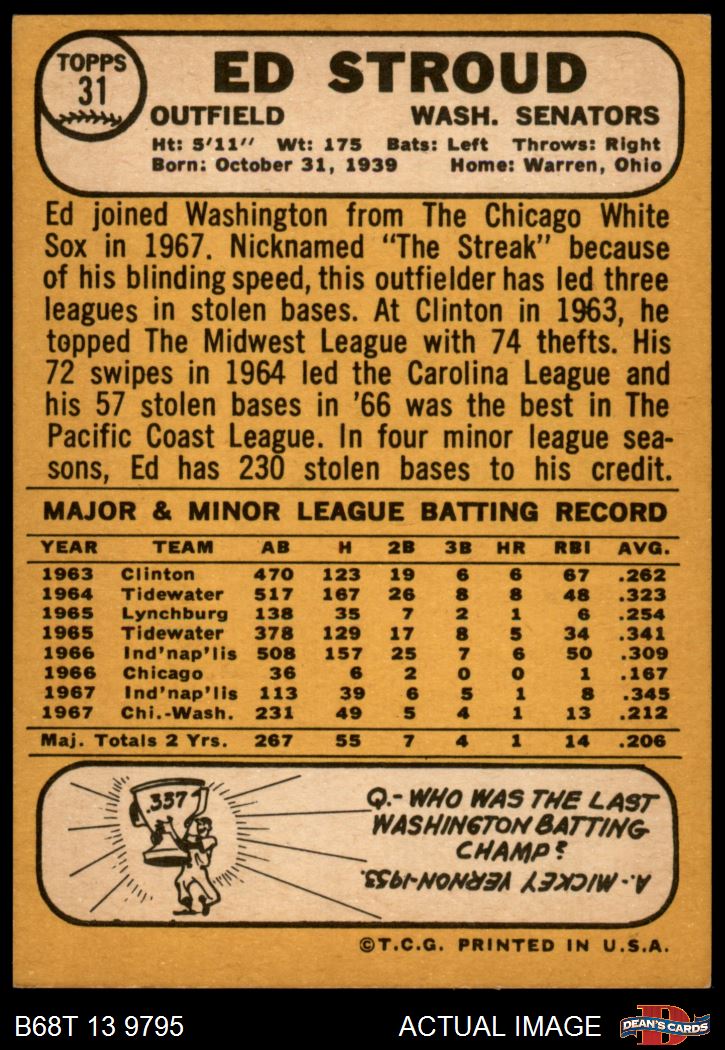 TOPPS
31
ED STROUD
OUTFIELD WASH. SENATORS
Ht: 5'11" Wt: 175 Bats: Left Throws: Right
Born: October 31, 1939 Home: Warren, Ohio
Ed joined Washington from The Chicago White
Sox in 1967. Nicknamed "The Streak" because
of his blinding speed, this outfielder has led three
leagues in stolen bases. At Clinton in 1963, he
topped The Midwest League with 74 thefts. His
72 swipes in 1964 led the Carolina League and
his 57 stolen bases in '66 was the best in The
Pacific Coast League. In four minor league sea-
sons, Ed has 230 stolen bases to his credit.
MAJOR & MINOR LEAGUE BATTING RECORD
YEAR TEAM AB H 2B 3B HR RBI AVG.
1963 Clinton 470 123 19 6 6 67 .262
1964 Tidewater 517 167 26 8 8 48 .323
1965 Lynchburg 138 35 7 2 1 6 .254
1965 Tidewater 378 129 17 8 5 34 .341
1966 Ind'nap'lis 508 157 25 7 6 50 .309
1966 Chicago 36 6 2 0 0 1 .167
1967 Ind'nap'lis 113 39 6 5 1 8 .345
1967 Chi.-Wash. 231 49 5 4 1 13 .212
Maj. Totals 2 Yrs. 267 55 7 4 1 14 .206
.337
Q.- WHO WAS THE LAST
WASHINGTON BATTING
CHAMP?
A.- MICKEY VERNON-1953.
©T.C.G. PRINTED IN U.S.A.
B68T 13 9795 ACTUAL IMAGE
D
DEAN'S CARDS